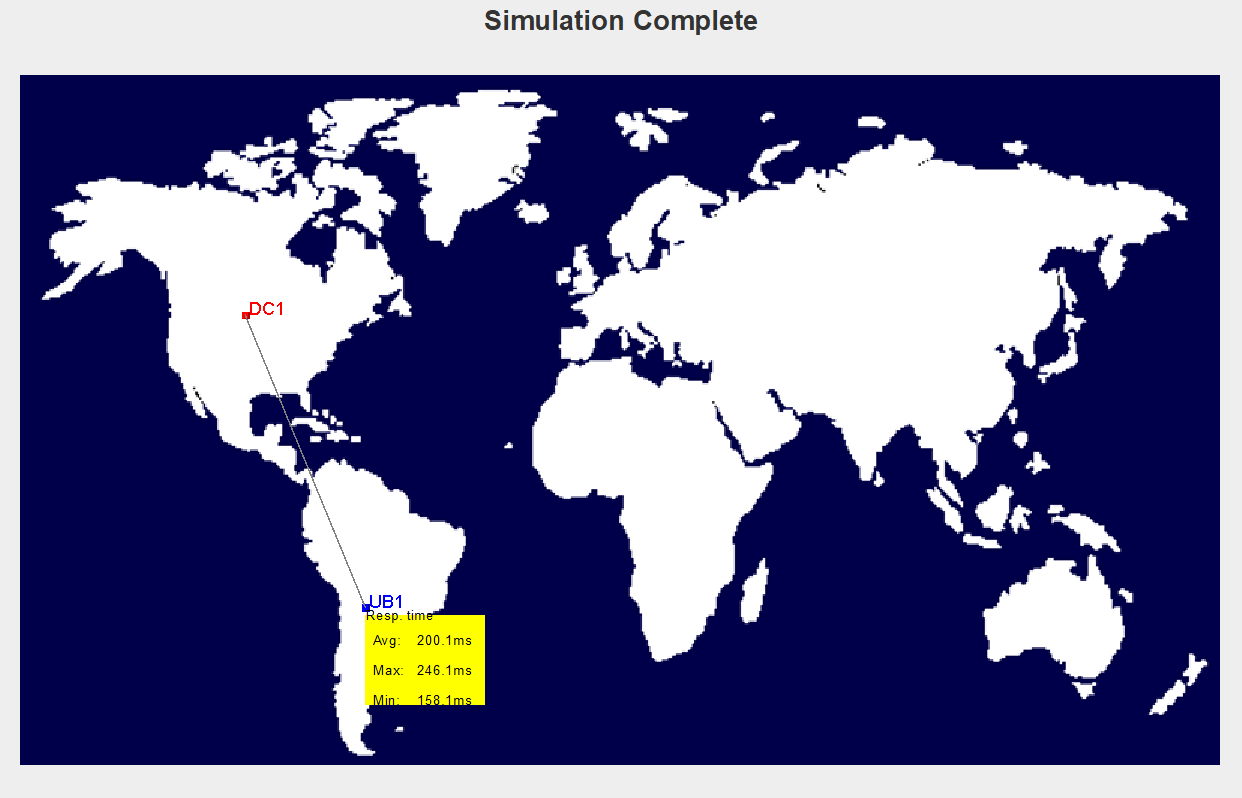 Simulation Complete
DC1
UB1
Resp. time
Avg: 200.1ms
Max: 246.1ms
Min: 158.1ms